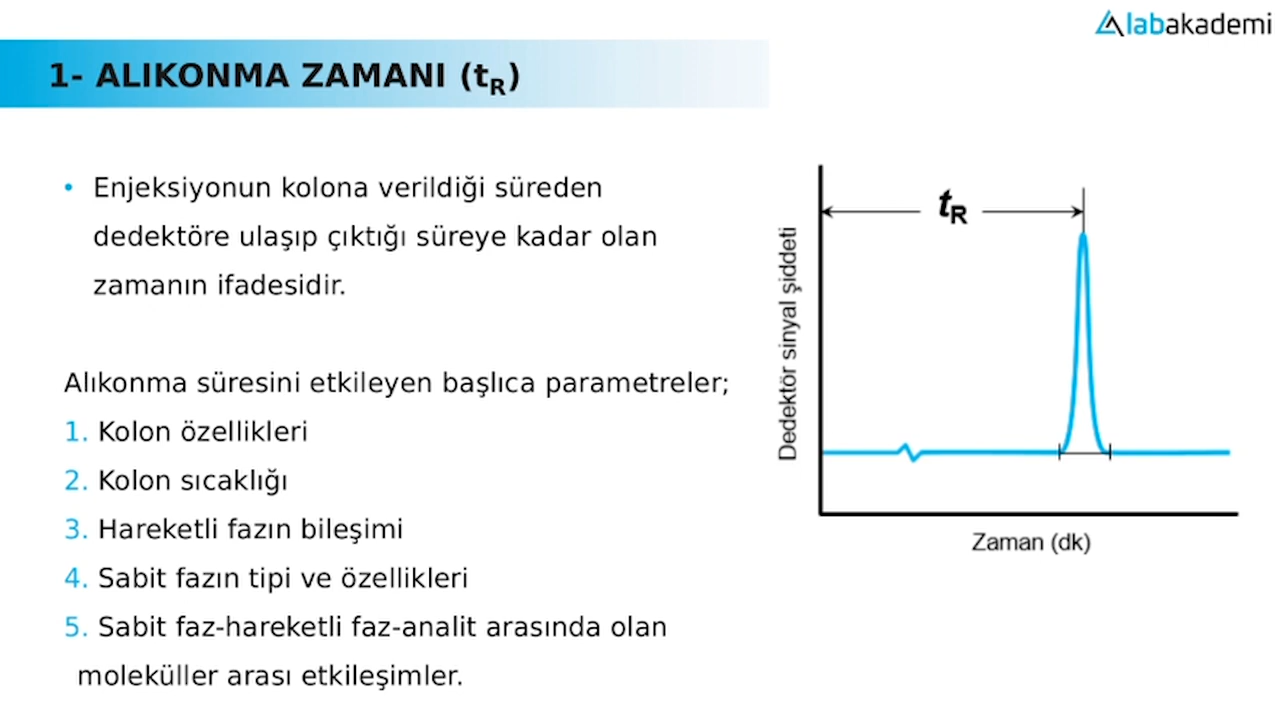 labakademi
1- ALIKONMA ZAMANI (tR)
• Enjeksiyonun kolona verildiği süreden
dedektöre ulaşıp çıktığı süreye kadar olan
zamanın ifadesidir.
Alıkonma süresini etkileyen başlıca parametreler;
1. Kolon özellikleri
2. Kolon sıcaklığı
3. Hareketli fazın bileşimi
4. Sabit fazın tipi ve özellikleri
5. Sabit faz-hareketli faz-analit arasında olan
moleküller arası etkileşimler.
tR
Dedektör sinyal şiddeti
Zaman (dk)